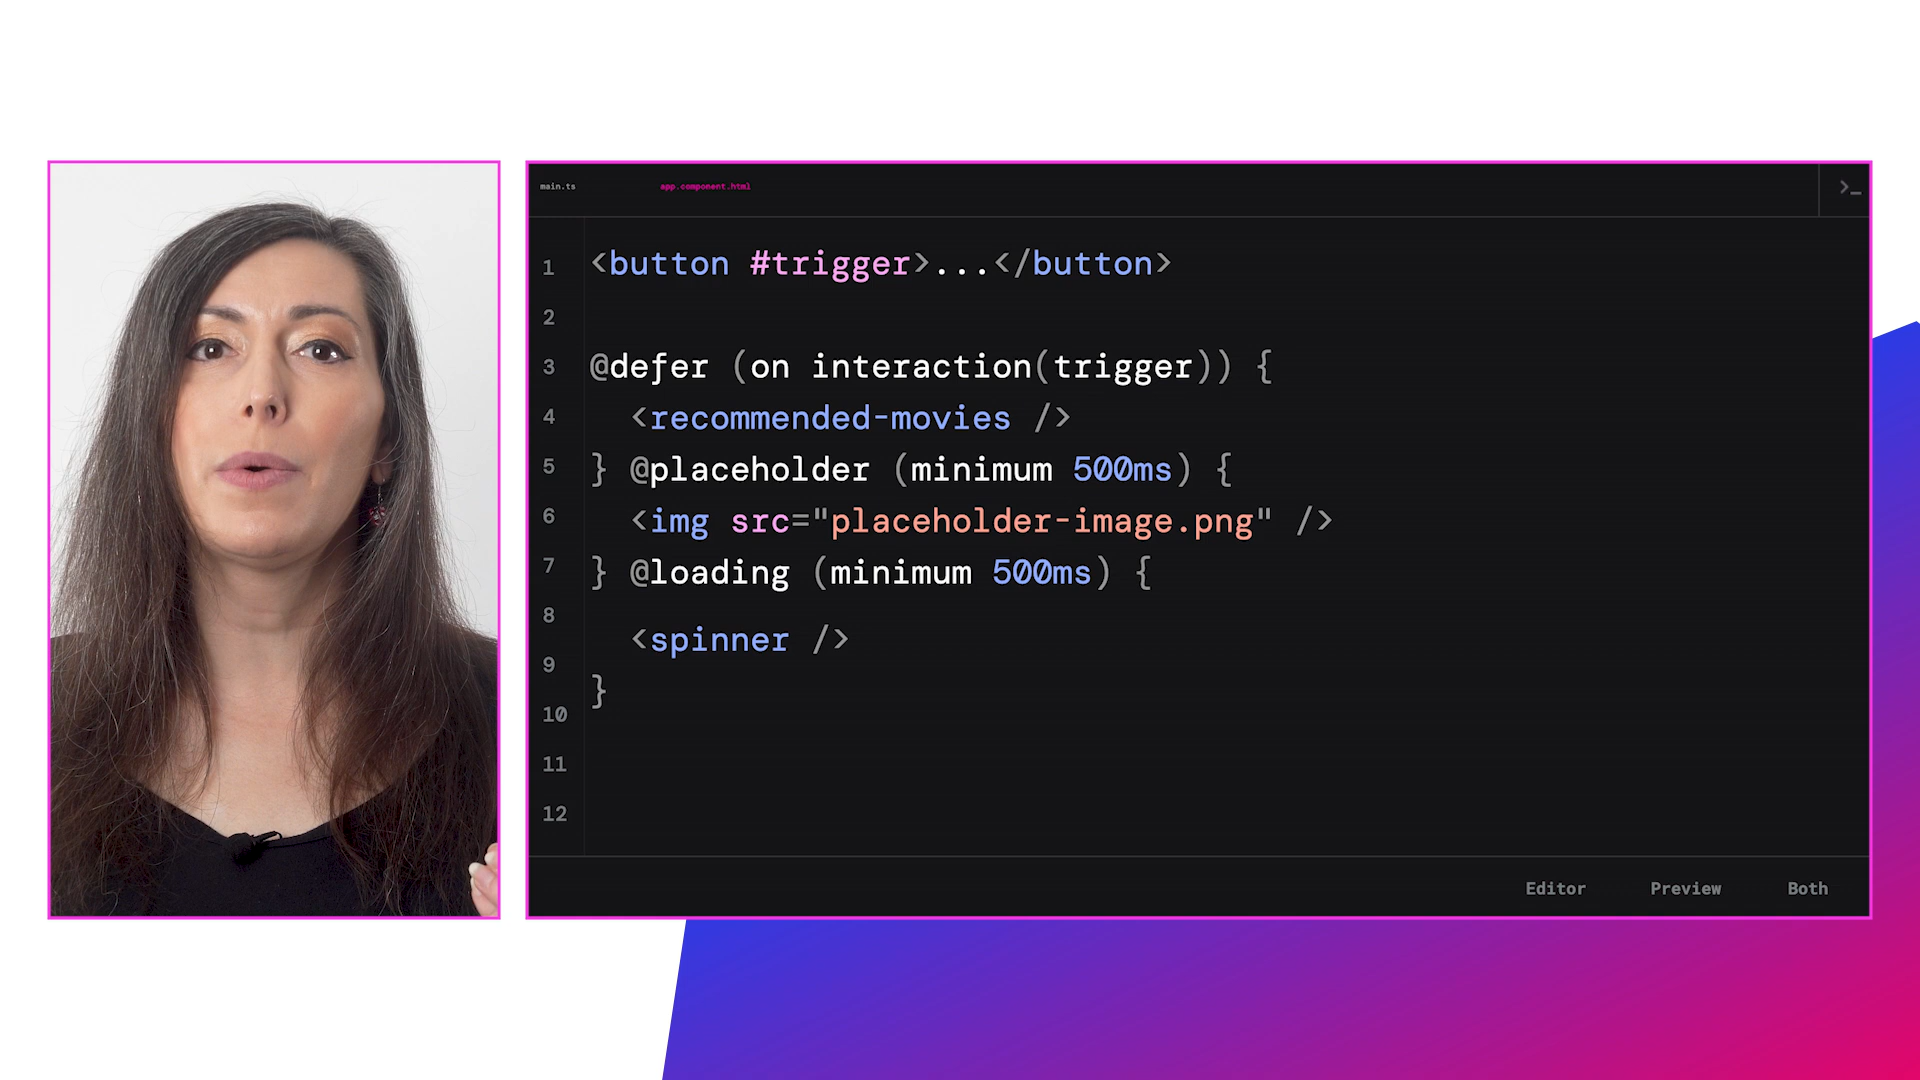 main.ts app.component.html >_
1 <button #trigger>...</button>
2
3 @defer (on interaction(trigger)) {
4   <recommended-movies />
5 } @placeholder (minimum 500ms) {
6   <img src="placeholder-image.png" />
7 } @loading (minimum 500ms) {
8   <spinner />
9 }
10
11
12
Editor Preview Both